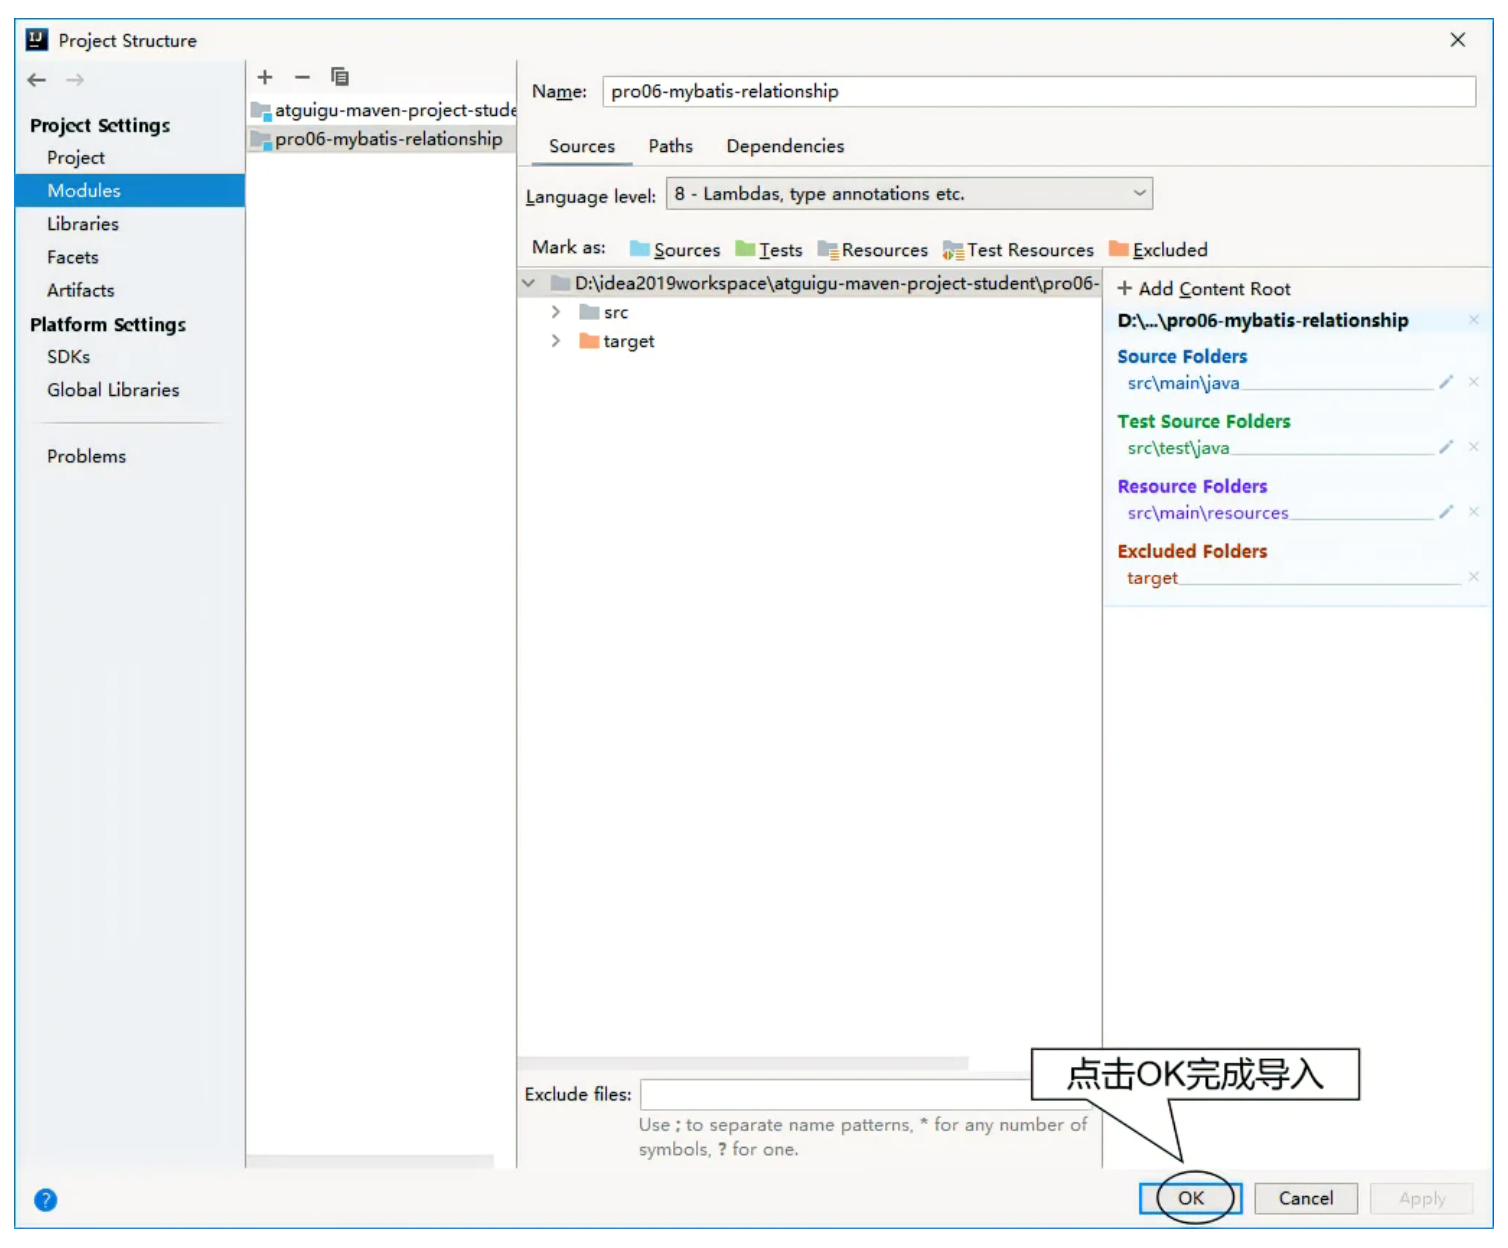 Project Structure
Project Settings
Project
Modules
Libraries
Facets
Artifacts
Platform Settings
SDKs
Global Libraries
Problems
atguigu-maven-project-stude
pro06-mybatis-relationship
Name: pro06-mybatis-relationship
Sources Paths Dependencies
Language level: 8 - Lambdas, type annotations etc.
Mark as: Sources Tests Resources Test Resources Excluded
D:\idea2019workspace\atguigu-maven-project-student\pro06-
src
target
+ Add Content Root
D:\...\pro06-mybatis-relationship
Source Folders
src\main\java
Test Source Folders
src\test\java
Resource Folders
src\main\resources
Excluded Folders
target
点击OK完成导入
Exclude files:
Use ; to separate name patterns, * for any number of
symbols, ? for one.
OK Cancel Apply